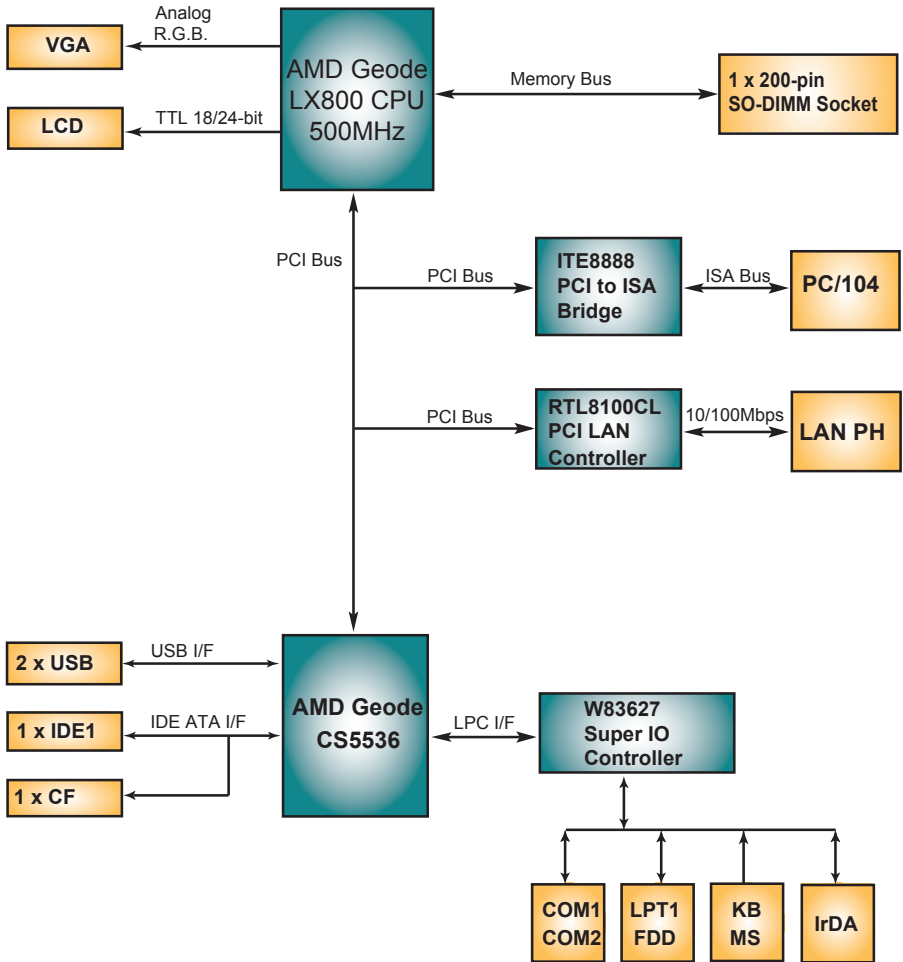 Analog
R.G.B.
VGA
AMD Geode
LX800 CPU
500MHz
Memory Bus
1 x 200-pin
SO-DIMM Socket
LCD
TTL 18/24-bit
PCI Bus
PCI Bus
ITE8888
PCI to ISA
Bridge
ISA Bus
PC/104
PCI Bus
RTL8100CL
PCI LAN
Controller
10/100Mbps
LAN PH
2 x USB
USB I/F
1 x IDE1
IDE ATA I/F
1 x CF
AMD Geode
CS5536
LPC I/F
W83627
Super IO
Controller
COM1
COM2
LPT1
FDD
KB
MS
IrDA